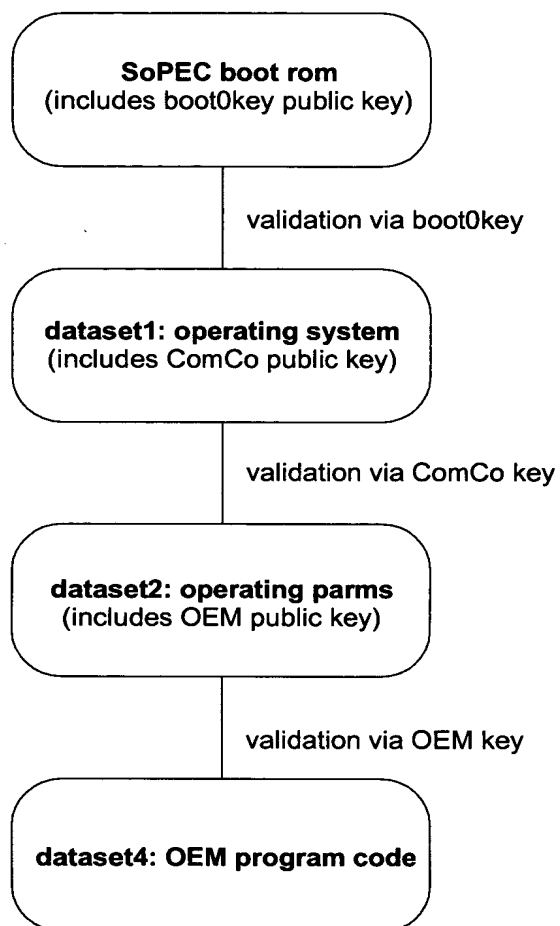 SoPEC boot rom
(includes boot0key public key)
validation via boot0key
dataset1: operating system
(includes ComCo public key)
validation via ComCo key
dataset2: operating parms
(includes OEM public key)
validation via OEM key
dataset4: OEM program code